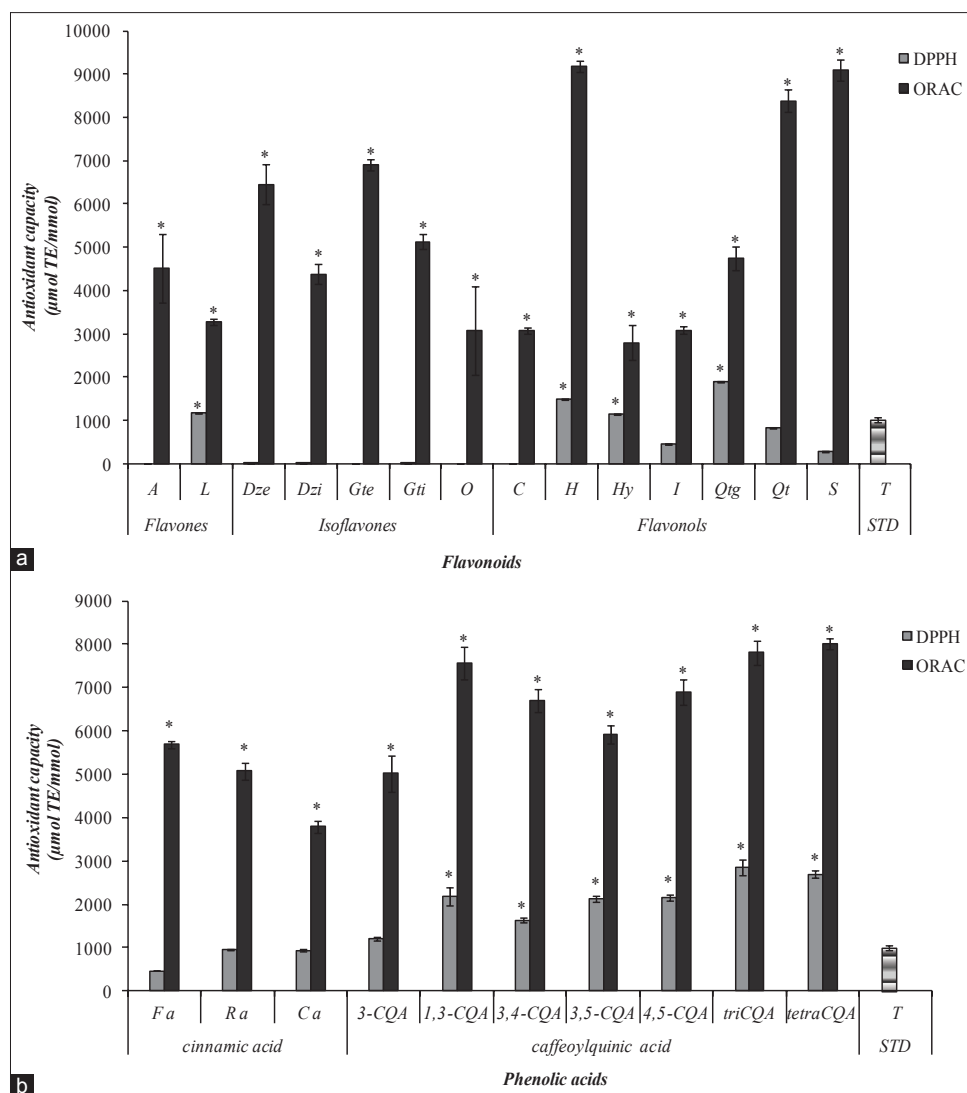 10000
9000
8000
7000
6000
5000
4000
3000
2000
1000
0
Antioxidant capacity
(µmol TE/mmol)
DPPH
ORAC
* * * * * * * * * * * * * * * * * *
A L Dze Dzi Gte Gti O C H Hy I Qtg Qt S T
Flavones Isoflavones Flavonols STD
Flavonoids
a
9000
8000
7000
6000
5000
4000
3000
2000
1000
0
Antioxidant capacity
(µmol TE/mmol)
DPPH
ORAC
* * * * * * * * * * * * * * * *
F a R a C a 3-CQA 1,3-CQA 3,4-CQA 3,5-CQA 4,5-CQA triCQA tetraCQA T
cinnamic acid caffeoylquinic acid STD
Phenolic acids
b